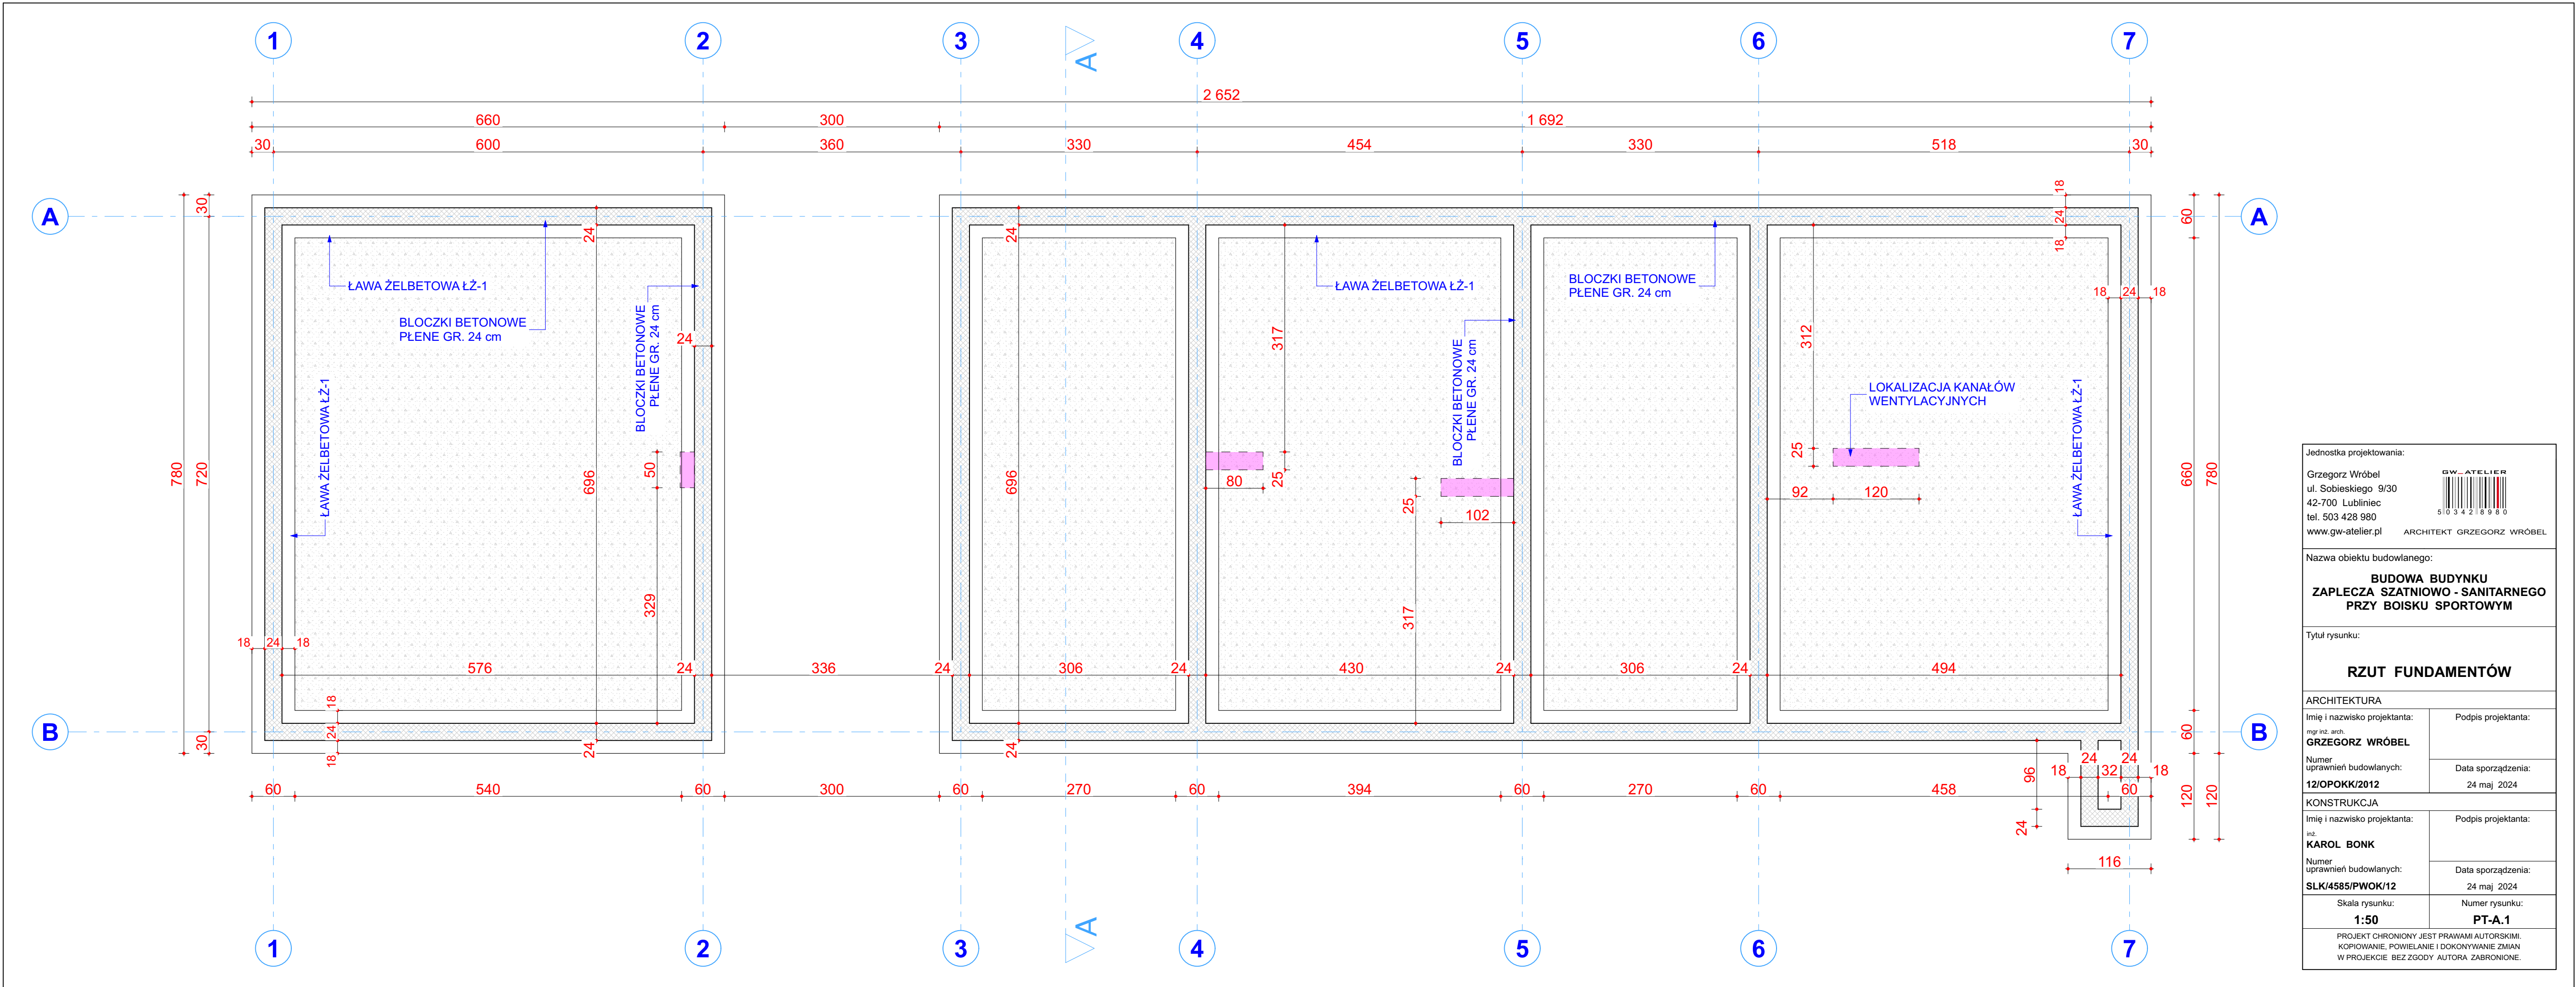 1 2 3 A 4 5 6 7
2 652
660 300 1 692
30 600 360 330 454 330 518 30
A
A
30
720
780
30
B
B
18
24
18
60
660
780
60
120
120
24
24
ŁAWA ŻELBETOWA ŁŻ-1
BLOCZKI BETONOWE
PŁENE GR. 24 cm
BLOCZKI BETONOWE
PŁENE GR. 24 cm
24
ŁAWA ŻELBETOWA ŁŻ-1
696
50
329
696
317
25
80
ŁAWA ŻELBETOWA ŁŻ-1
BLOCZKI BETONOWE
PŁENE GR. 24 cm
25
102
317
BLOCZKI BETONOWE
PŁENE GR. 24 cm
312
25
92 120
LOKALIZACJA KANAŁÓW
WENTYLACYJNYCH
18 24 18
ŁAWA ŻELBETOWA ŁŻ-1
18 24 18
576 24 336 24 306 24 430 24 306 24 494
18
24
18
24
24
60 540 60 300 60 270 60 394 60 270 60 458 60
96
24
24 24
18 32 18
116
1 2 3 A 4 5 6 7
Jednostka projektowania:
Grzegorz Wróbel
ul. Sobieskiego 9/30
42-700 Lubliniec
tel. 503 428 980
www.gw-atelier.pl
GW_ATELIER
503428980
ARCHITEKT GRZEGORZ WRÓBEL
Nazwa obiektu budowlanego:
BUDOWA BUDYNKU
ZAPLECZA SZATNIOWO - SANITARNEGO
PRZY BOISKU SPORTOWYM
Tytuł rysunku:
RZUT FUNDAMENTÓW
ARCHITEKTURA
Imię i nazwisko projektanta: Podpis projektanta:
mgr inż. arch.
GRZEGORZ WRÓBEL
Numer
uprawnień budowlanych: Data sporządzenia:
12/OPOKK/2012 24 maj 2024
KONSTRUKCJA
Imię i nazwisko projektanta: Podpis projektanta:
inż.
KAROL BONK
Numer
uprawnień budowlanych: Data sporządzenia:
SLK/4585/PWOK/12 24 maj 2024
Skala rysunku: Numer rysunku:
1:50 PT-A.1
PROJEKT CHRONIONY JEST PRAWAMI AUTORSKIMI.
KOPIOWANIE, POWIELANIE I DOKONYWANIE ZMIAN
W PROJEKCIE BEZ ZGODY AUTORA ZABRONIONE.